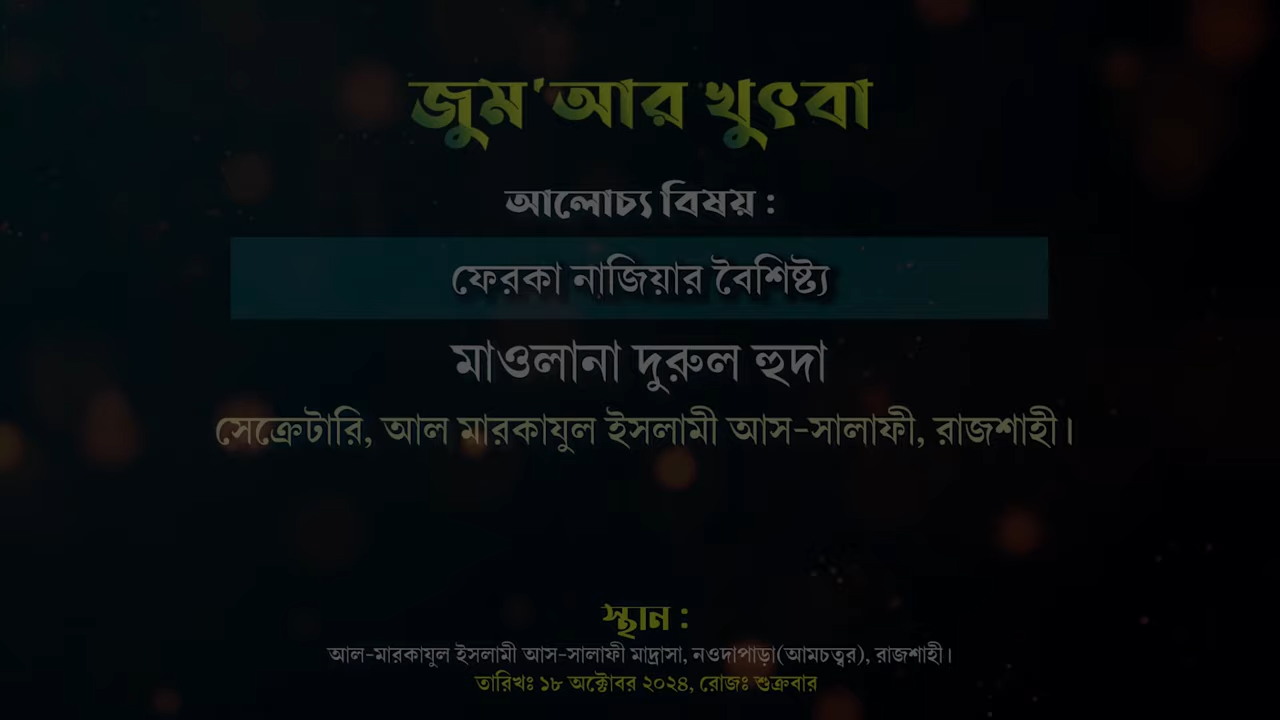 জুম'আর খুৎবা
আলোচ্য বিষয় :
ফেরকা নাজিয়ার বৈশিষ্ট্য
মাওলানা দুরুল হুদা
সেক্রেটারি, আল মারকাযুল ইসলামী আস-সালাফী, রাজশাহী।
স্থান :
আল-মারকাযুল ইসলামী আস-সালাফী মাদ্রাসা, নওদাপাড়া(আমচত্বর), রাজশাহী।
তারিখঃ ১৮ অক্টোবর ২০২৪, রোজঃ শুক্রবার